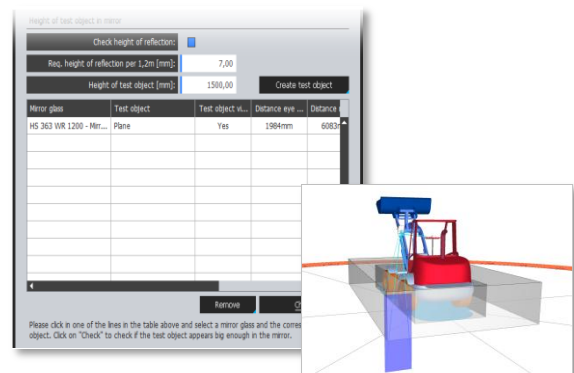 Height of test object in mirror
Check height of reflection:
Req. height of reflection per 1,2m [mm]: 7,00
Height of test object [mm]: 1500,00 Create test object
Mirror glass Test object Test object vi... Distance eye ... Distance
HS 363 WR 1200 - Mirr... Plane Yes 1984mm 6083m
Remove
Please click in one of the lines in the table above and select a mirror glass and the corres
object. Click on "Check" to check if the test object appears big enough in the mirror.